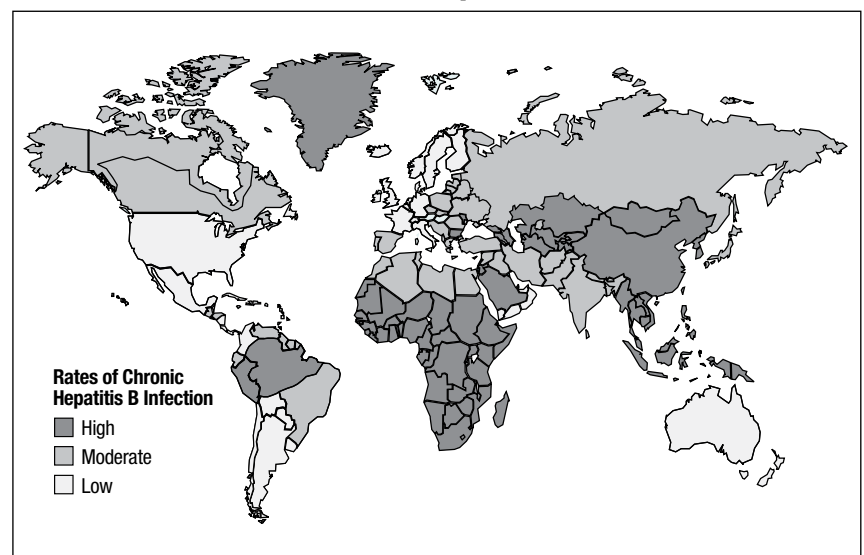 Rates of Chronic
Hepatitis B Infection
High
Moderate
Low